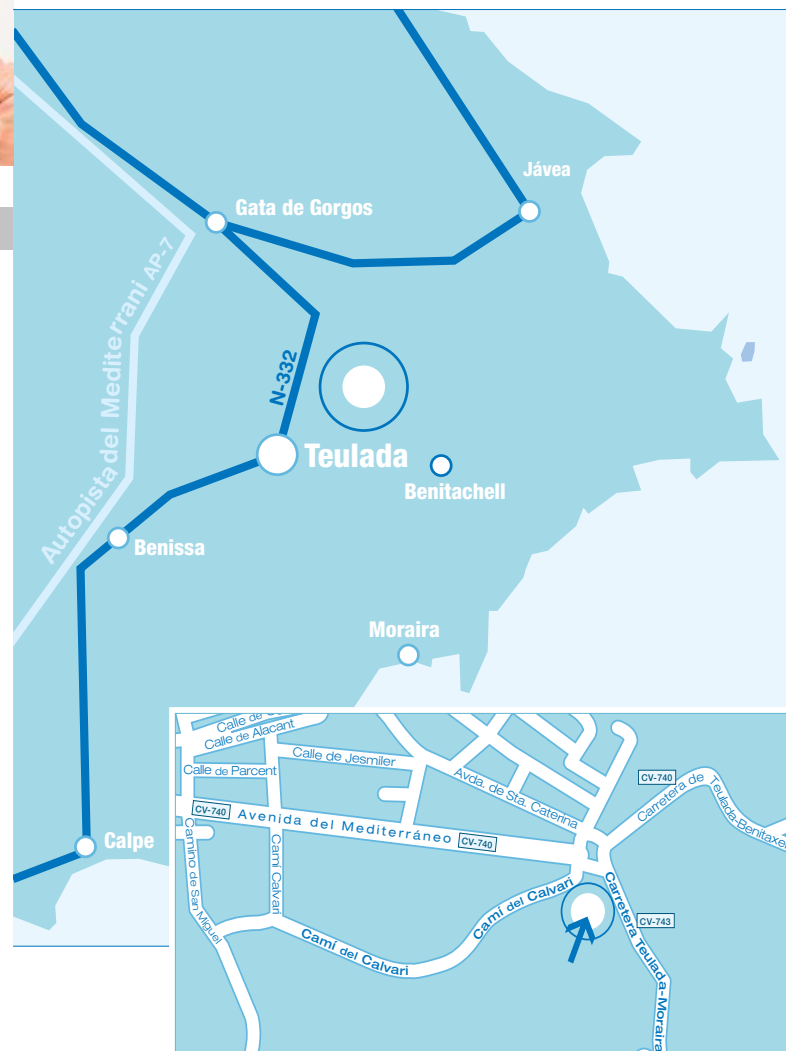 Jávea
Gata de Gorgos
Autopista del Mediterrani AP-7
N-332
Teulada
Benitachell
Benissa
Moraira
Calpe
Calle de
Calle de Alacant
Calle de Jesmiler
Calle de Parcent
Avda. de Sta. Caterina
CV-740
Carretera de
Teulada-Benitaxell
CV-740
Avenida del Mediterráneo
CV-740
Camino de San Miguel
Camí Calvari
Camí del Calvari
Camí del Calvari
CV-743
Carretera Teulada-Moraira